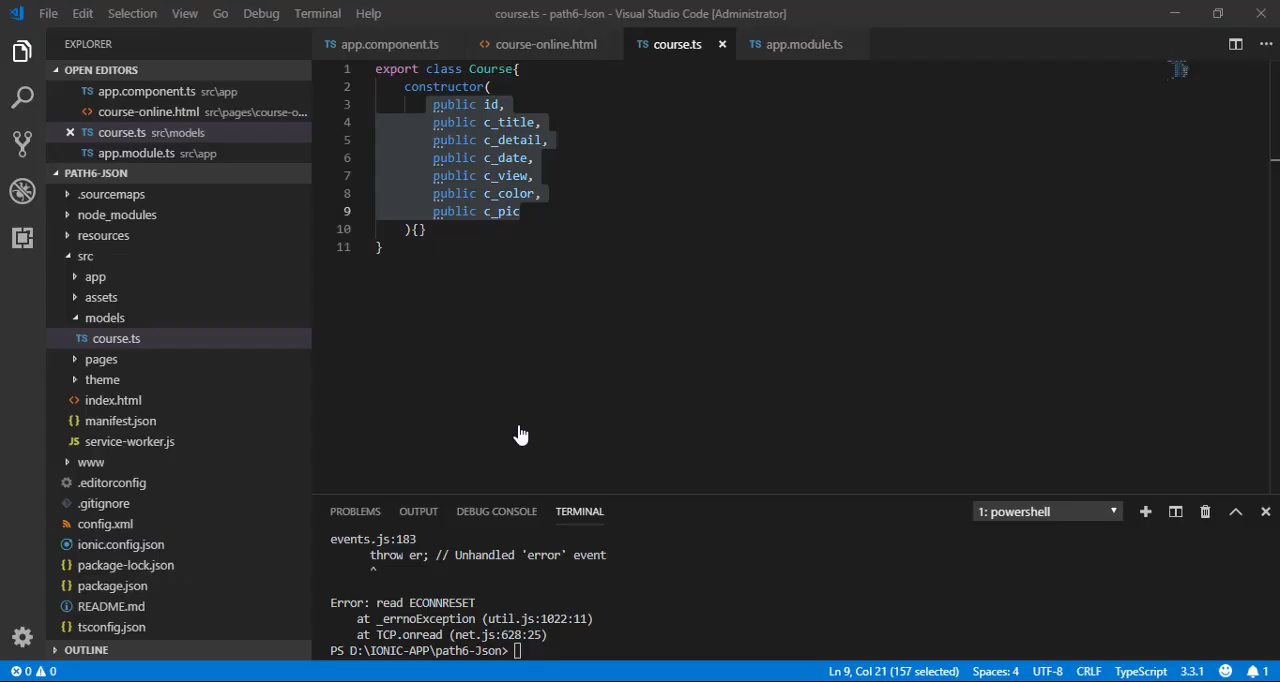 File Edit Selection View Go Debug Terminal Help course.ts - path6-Json - Visual Studio Code [Administrator]
EXPLORER
OPEN EDITORS
app.component.ts src\app
course-online.html src\pages\course-o...
course.ts src\models
app.module.ts src\app
PATH6-JSON
.sourcemaps
node_modules
resources
src
app
assets
models
TS course.ts
pages
theme
<> index.html
{} manifest.json
JS service-worker.js
www
.editorconfig
.gitignore
config.xml
ionic.config.json
{} package-lock.json
{} package.json
README.md
{} tsconfig.json
OUTLINE
TS app.component.ts <> course-online.html TS course.ts TS app.module.ts
1 export class Course{
2 constructor(
3 public id,
4 public c_title,
5 public c_detail,
6 public c_date,
7 public c_view,
8 public c_color,
9 public c_pic
10 ){}
11 }
PROBLEMS OUTPUT DEBUG CONSOLE TERMINAL 1: powershell
events.js:183
throw er; // Unhandled 'error' event
^
Error: read ECONNRESET
at _errnoException (util.js:1022:11)
at TCP.onread (net.js:628:25)
PS D:\IONIC-APP\path6-Json>
0 0 Ln 9, Col 21 (157 selected) Spaces: 4 UTF-8 CRLF TypeScript 3.3.1 1